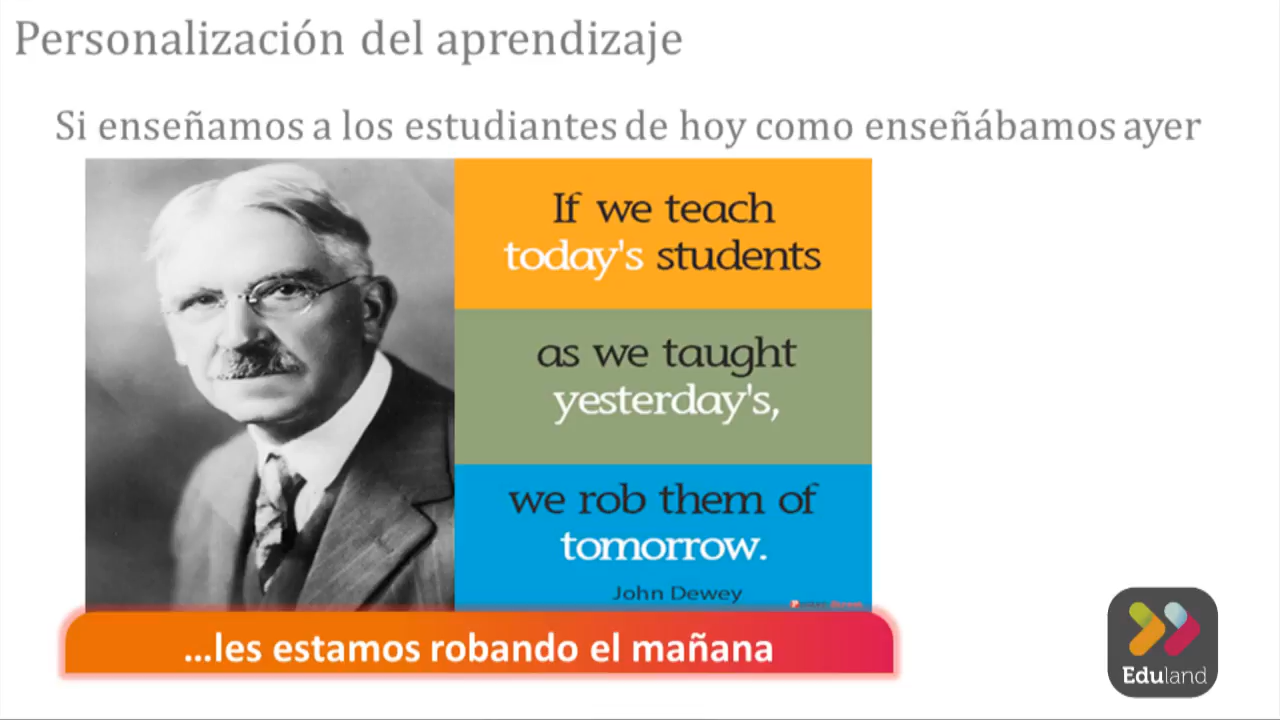 Personalización del aprendizaje
Si enseñamos a los estudiantes de hoy como enseñábamos ayer
If we teach
today's students
as we taught
yesterday's,
we rob them of
tomorrow.
John Dewey
...les estamos robando el mañana
Eduland